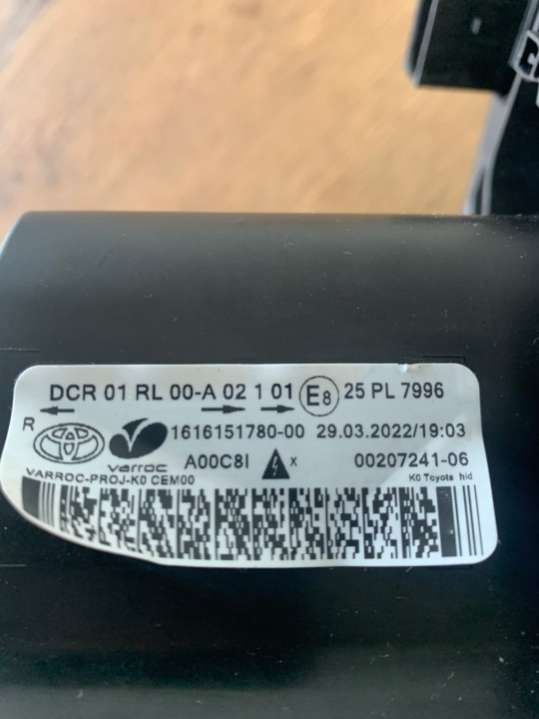 DCR 01 RL 00-A 02 1 01 E8 25 PL 7996
R
1616151780-00 29.03.2022/19:03
varroc A00C8I X 00207241-06
VARROC-PROJ-K0 CEM00 K0 Toyota hid